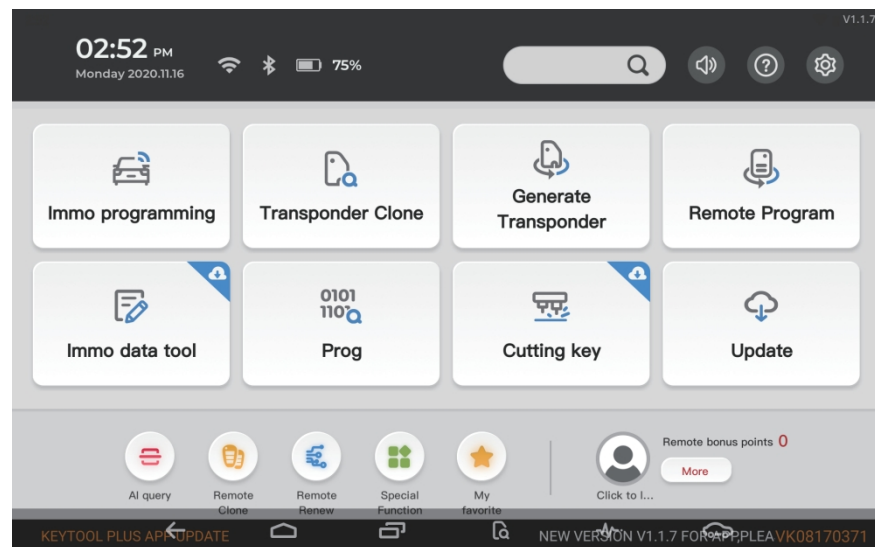 V1.1.7
02:52 PM
Monday 2020.11.16
75%
Immo programming
Transponder Clone
Generate
Transponder
Remote Program
Immo data tool
0101
110
Prog
Cutting key
Update
Remote bonus points 0
More
AI query
Remote
Clone
Remote
Renew
Special
Function
My
favorite
Click to l...
KEYTOOL PLUS APP UPDATE
NEW VERSION V1.1.7 FOR APP,PLEA
VK08170371